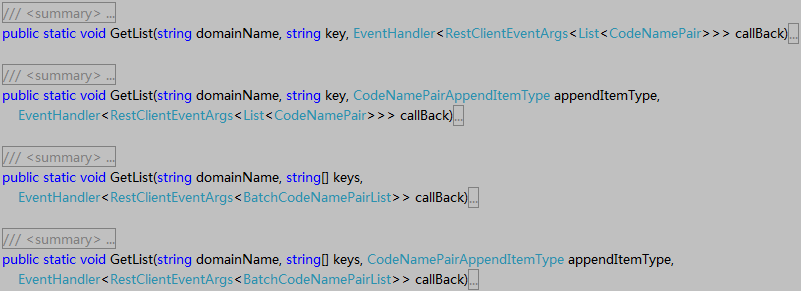 /// <summary> ...
public static void GetList(string domainName, string key, EventHandler<RestClientEventArgs<List<CodeNamePair>>> callBack)...
/// <summary> ...
public static void GetList(string domainName, string key, CodeNamePairAppendItemType appendItemType,
EventHandler<RestClientEventArgs<List<CodeNamePair>>> callBack)...
/// <summary> ...
public static void GetList(string domainName, string[] keys,
EventHandler<RestClientEventArgs<BatchCodeNamePairList>> callBack)...
/// <summary> ...
public static void GetList(string domainName, string[] keys, CodeNamePairAppendItemType appendItemType,
EventHandler<RestClientEventArgs<BatchCodeNamePairList>> callBack)...